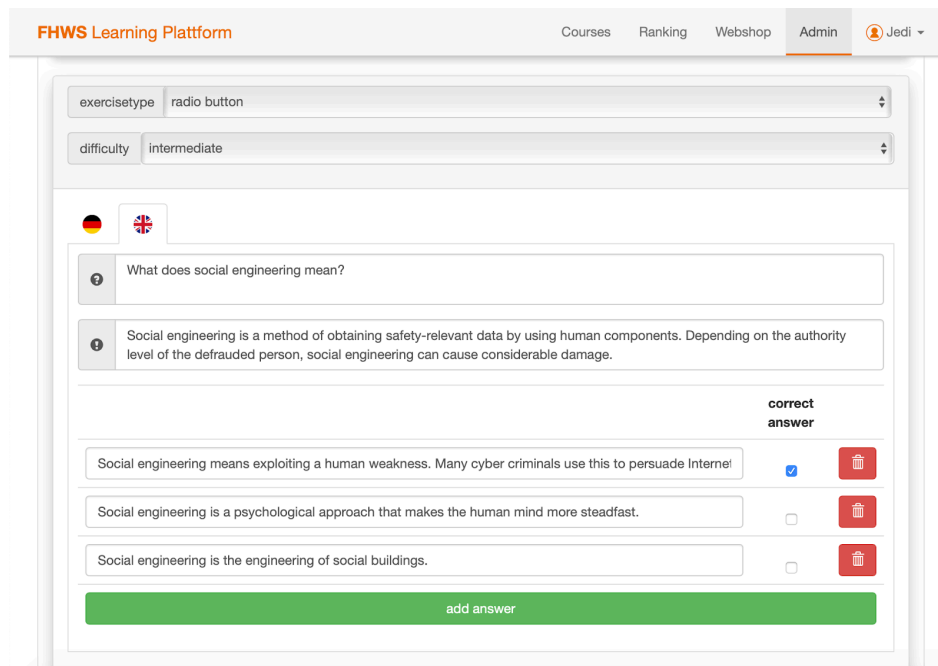 FHWS Learning Plattform
Courses Ranking Webshop Admin Jedi
exercisetype radio button
difficulty intermediate
What does social engineering mean?
Social engineering is a method of obtaining safety-relevant data by using human components. Depending on the authority
level of the defrauded person, social engineering can cause considerable damage.
correct
answer
Social engineering means exploiting a human weakness. Many cyber criminals use this to persuade Internet
Social engineering is a psychological approach that makes the human mind more steadfast.
Social engineering is the engineering of social buildings.
add answer